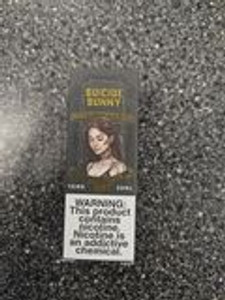 SUICIDE
BUNNY
WARNING:
This product
contains
nicotine.
Nicotine is
an addictive
chemical.